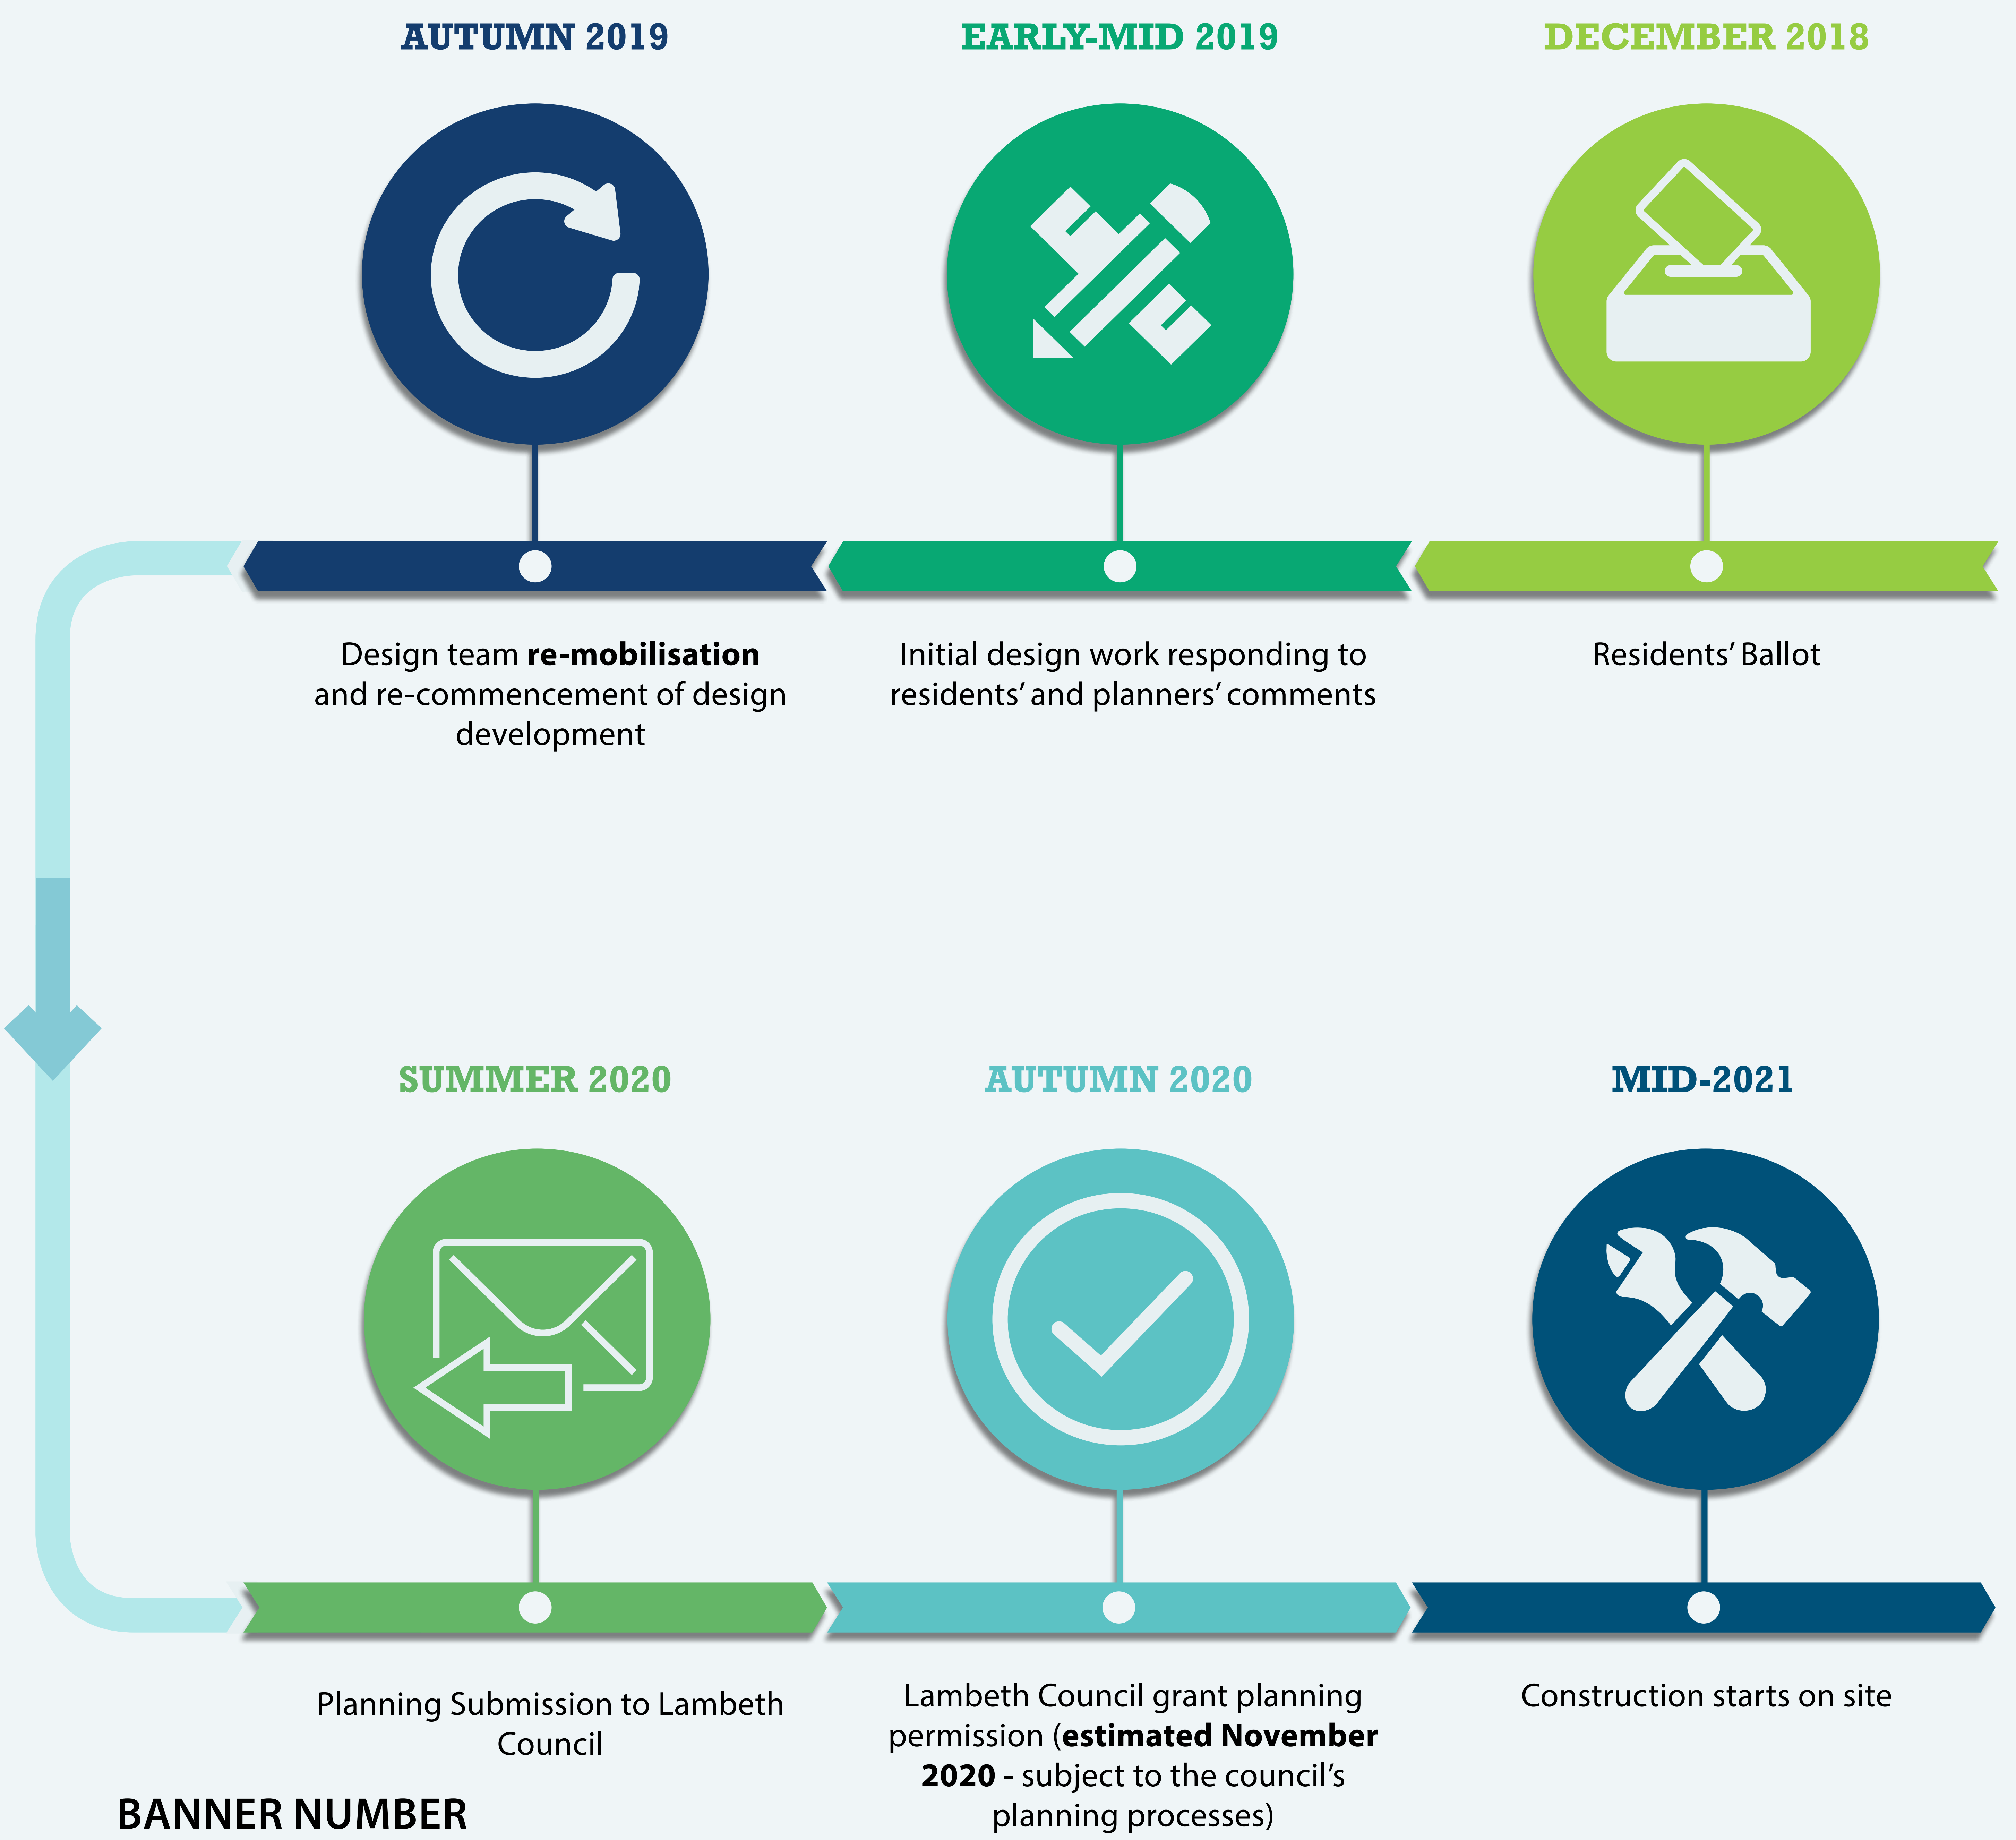 AUTUMN 2019
EARLY-MID 2019
DECEMBER 2018
Design team re-mobilisation
and re-commencement of design
development
Initial design work responding to
residents’ and planners’ comments
Residents’ Ballot
SUMMER 2020
AUTUMN 2020
MID-2021
Planning Submission to Lambeth
Council
Lambeth Council grant planning
permission (estimated November
2020 - subject to the council’s
planning processes)
Construction starts on site
BANNER NUMBER